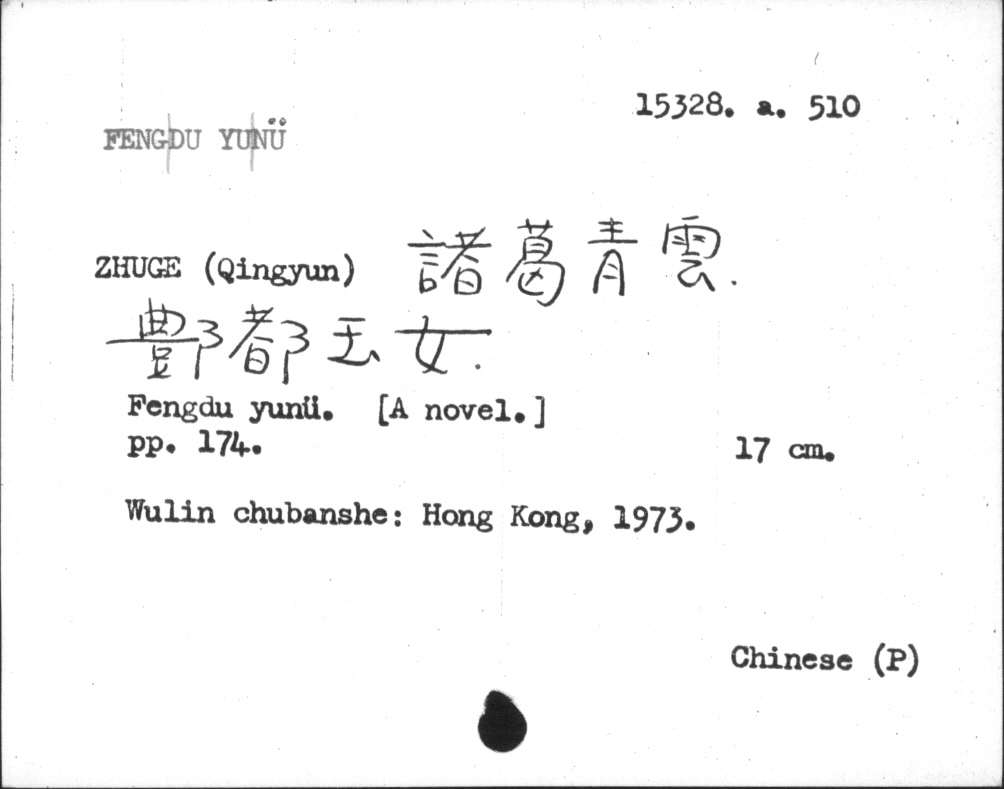 15328. a. 510
FENGDU YUNÜ
ZHUGE (Qingyun) 諸葛青雲.
酆都玉女.
Fengdu yunü. [A novel.]
pp. 174. 17 cm.
Wulin chubanshe: Hong Kong, 1973.
Chinese (P)